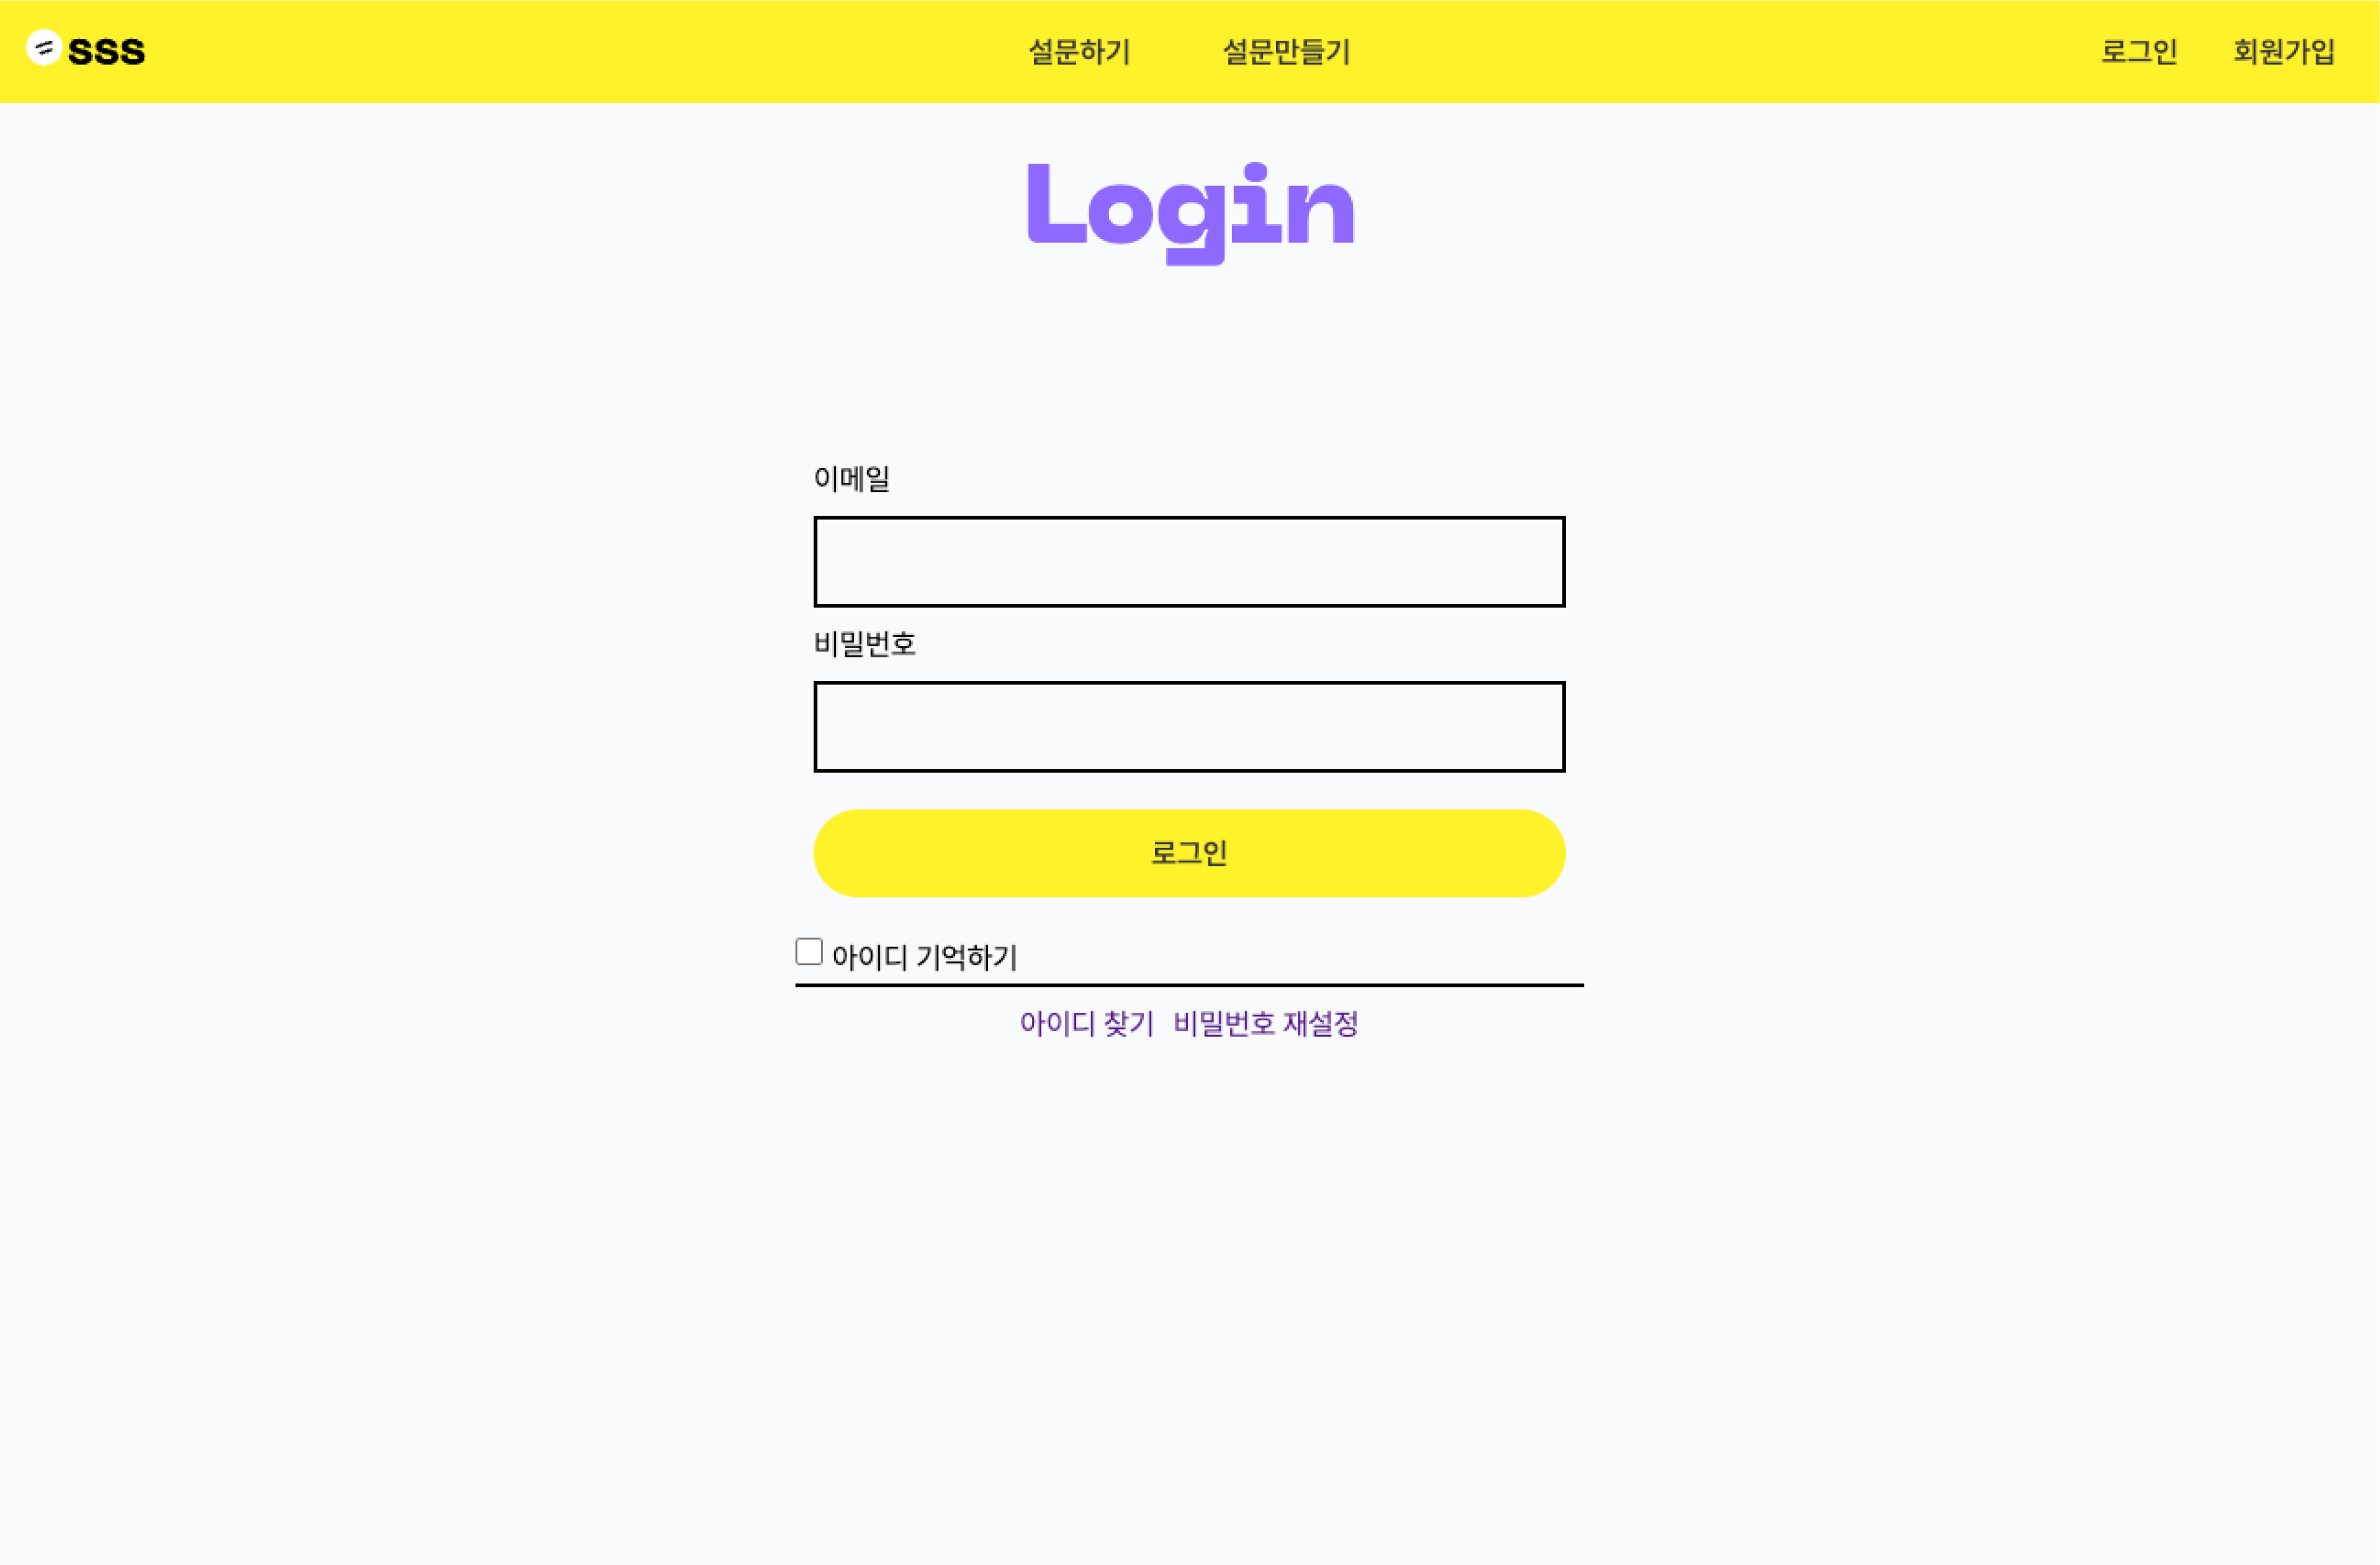 sss 설문하기 설문만들기 로그인 회원가입
Login
이메일
비밀번호
로그인
아이디 기억하기
아이디 찾기 비밀번호 재설정